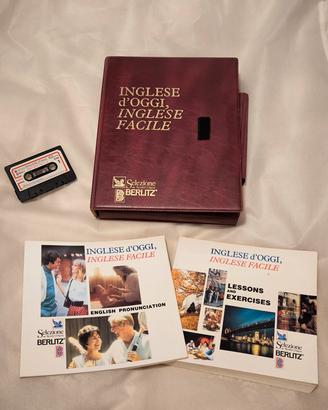 INGLESE
d'OGGI,
INGLESE
FACILE
Selezione
BERLITZ
INGLESE d'OGGI,
INGLESE FACILE
ENGLISH PRONUNCIATION
Selezione
BERLITZ
INGLESE d'OGGI,
INGLESE FACILE
LESSONS
AND
EXERCISES
Selezione
BERLITZ